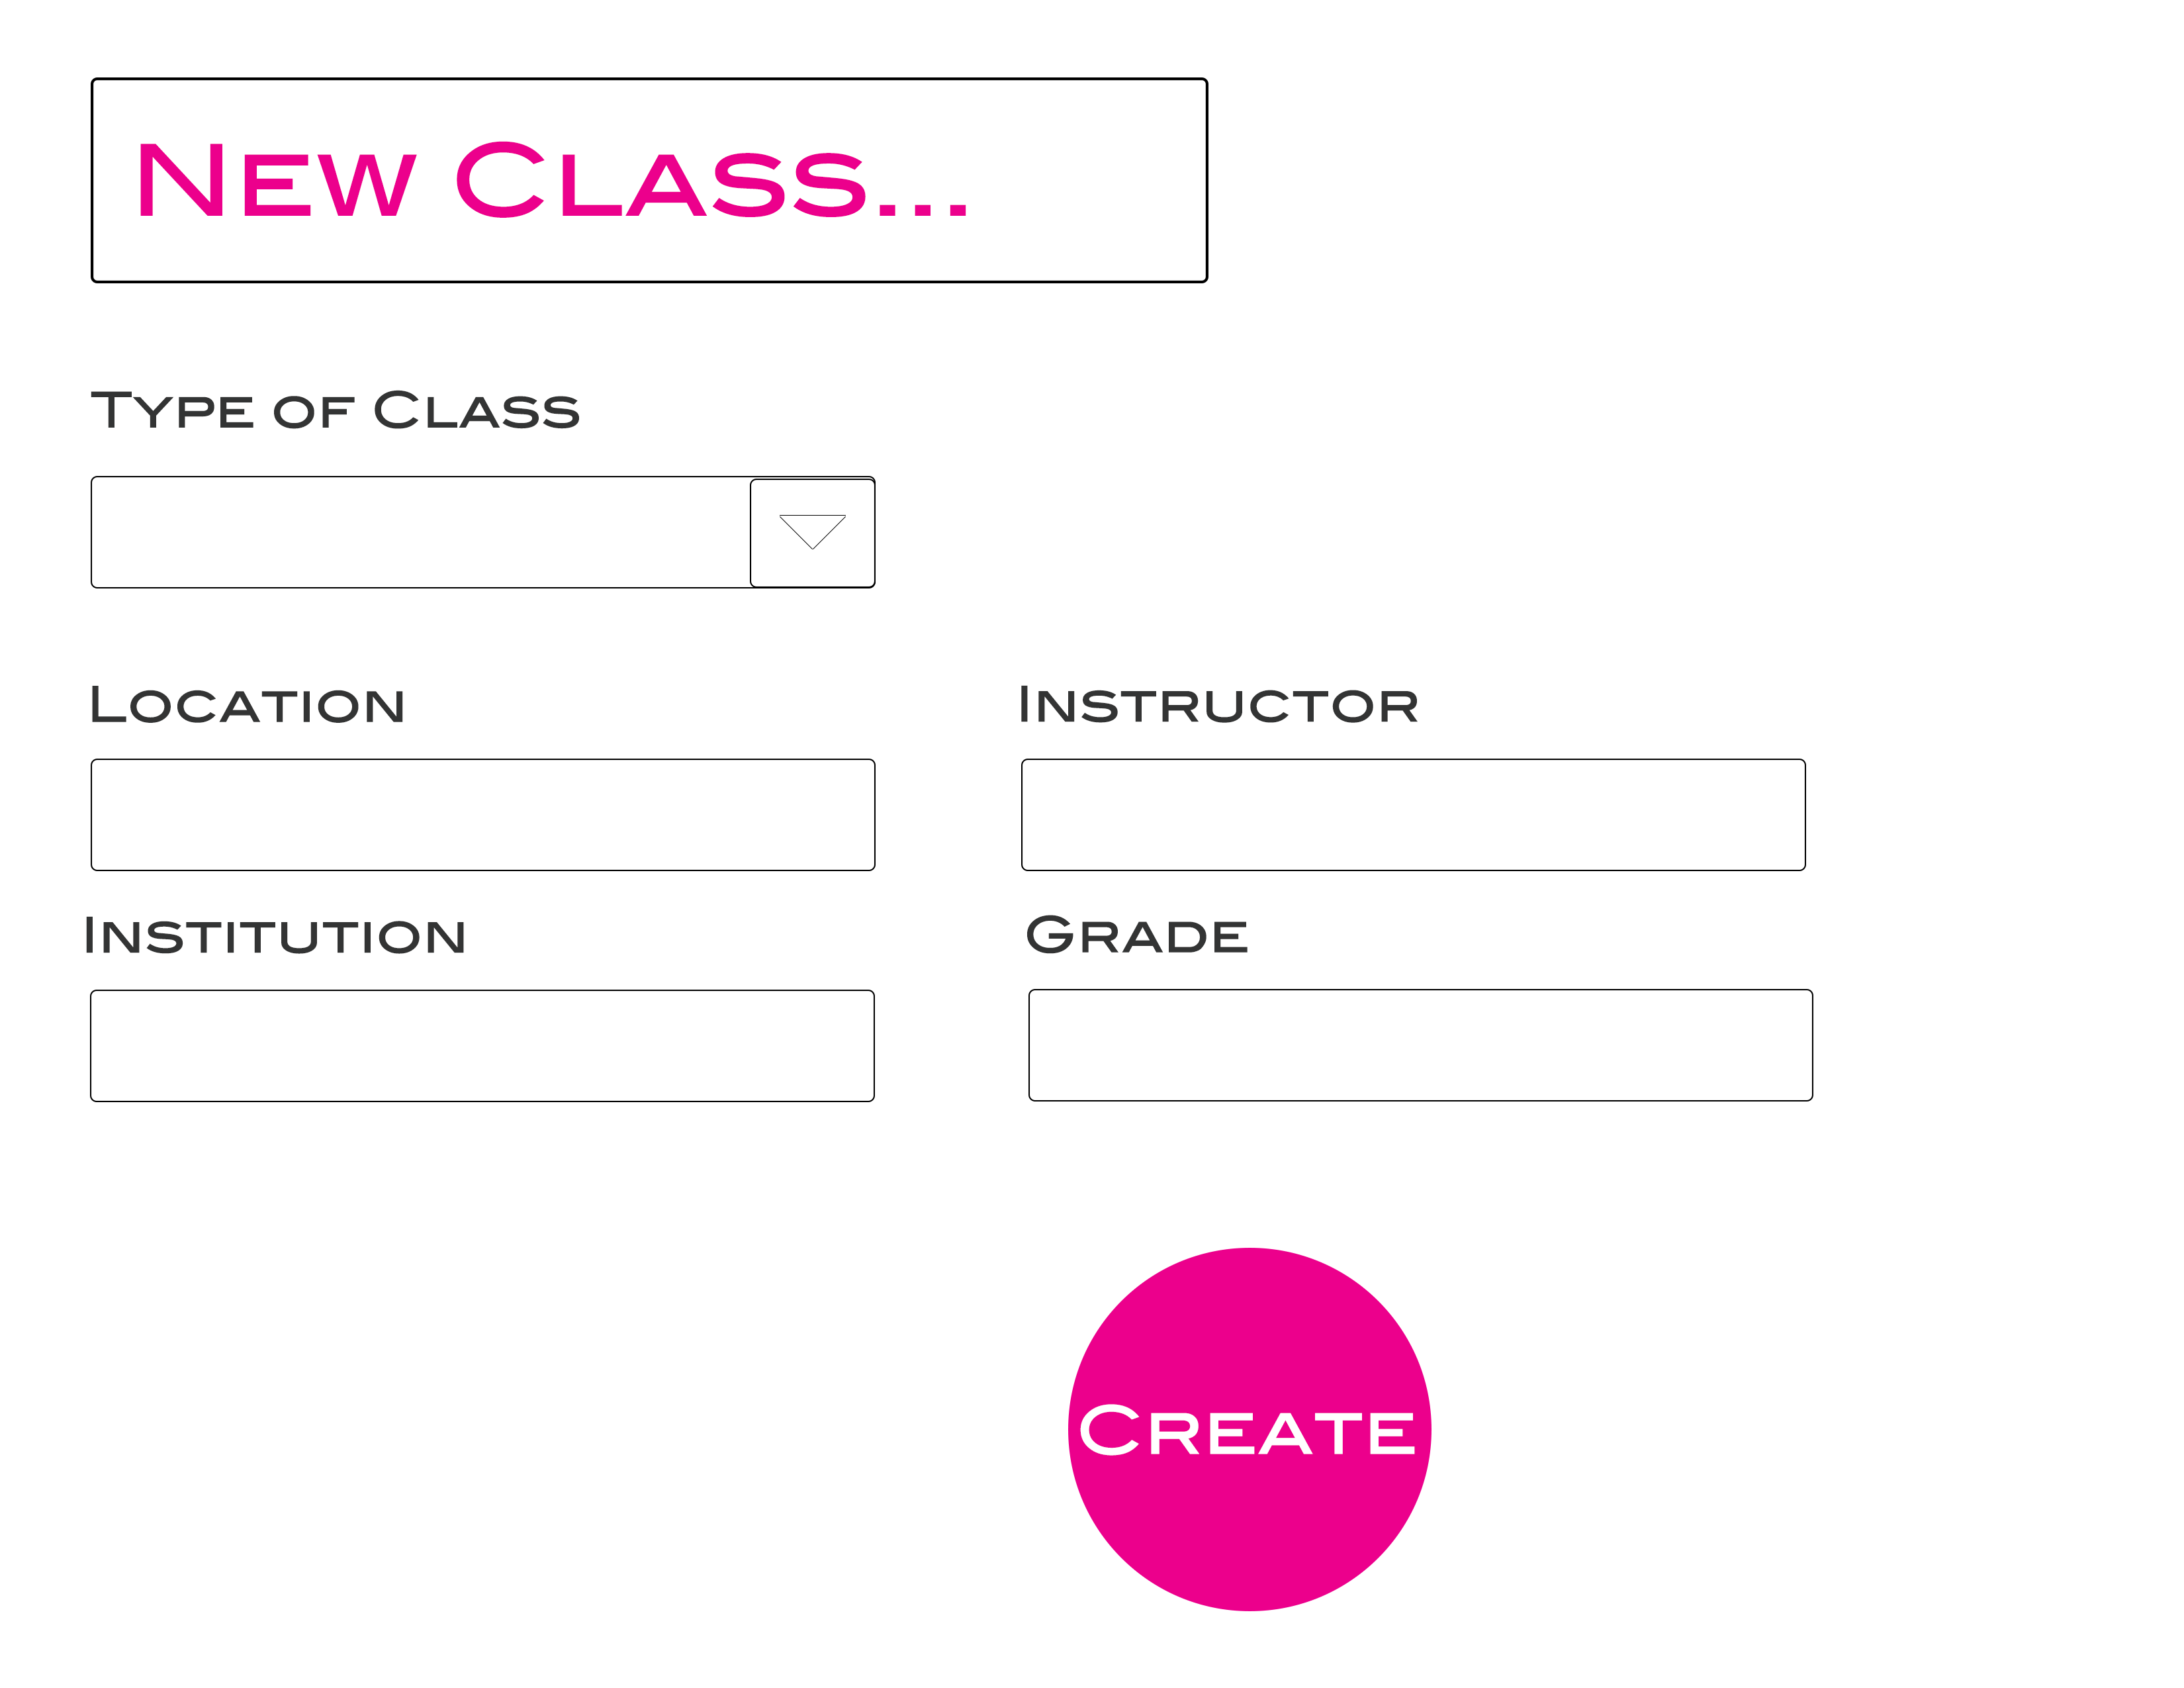 New Class...
Type of Class
Location
Instructor
Institution
Grade
Create